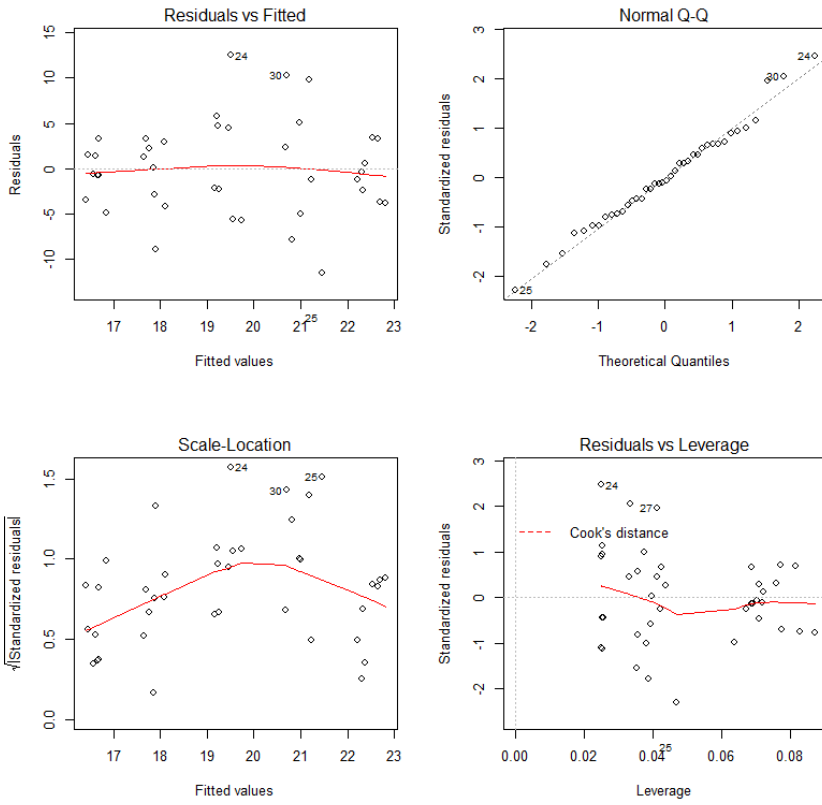 Residuals vs Fitted
Residuals
15
10
5
0
-5
-10
24
30
17 18 19 20 21 22 23
25
Fitted values
Normal Q-Q
Standardized residuals
3
2
1
0
-1
-2
24
30
25
-2 -1 0 1 2
Theoretical Quantiles
Scale-Location
√|Standardized residuals|
1.5
1.0
0.5
0.0
24
25
30
17 18 19 20 21 22 23
Fitted values
Residuals vs Leverage
Standardized residuals
3
2
1
0
-1
-2
24
27
Cook's distance
0.00 0.02 0.04 0.06 0.08
25
Leverage